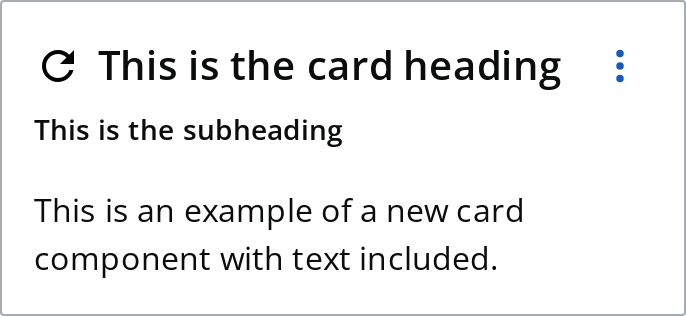 This is the card heading
This is the subheading
This is an example of a new card
component with text included.